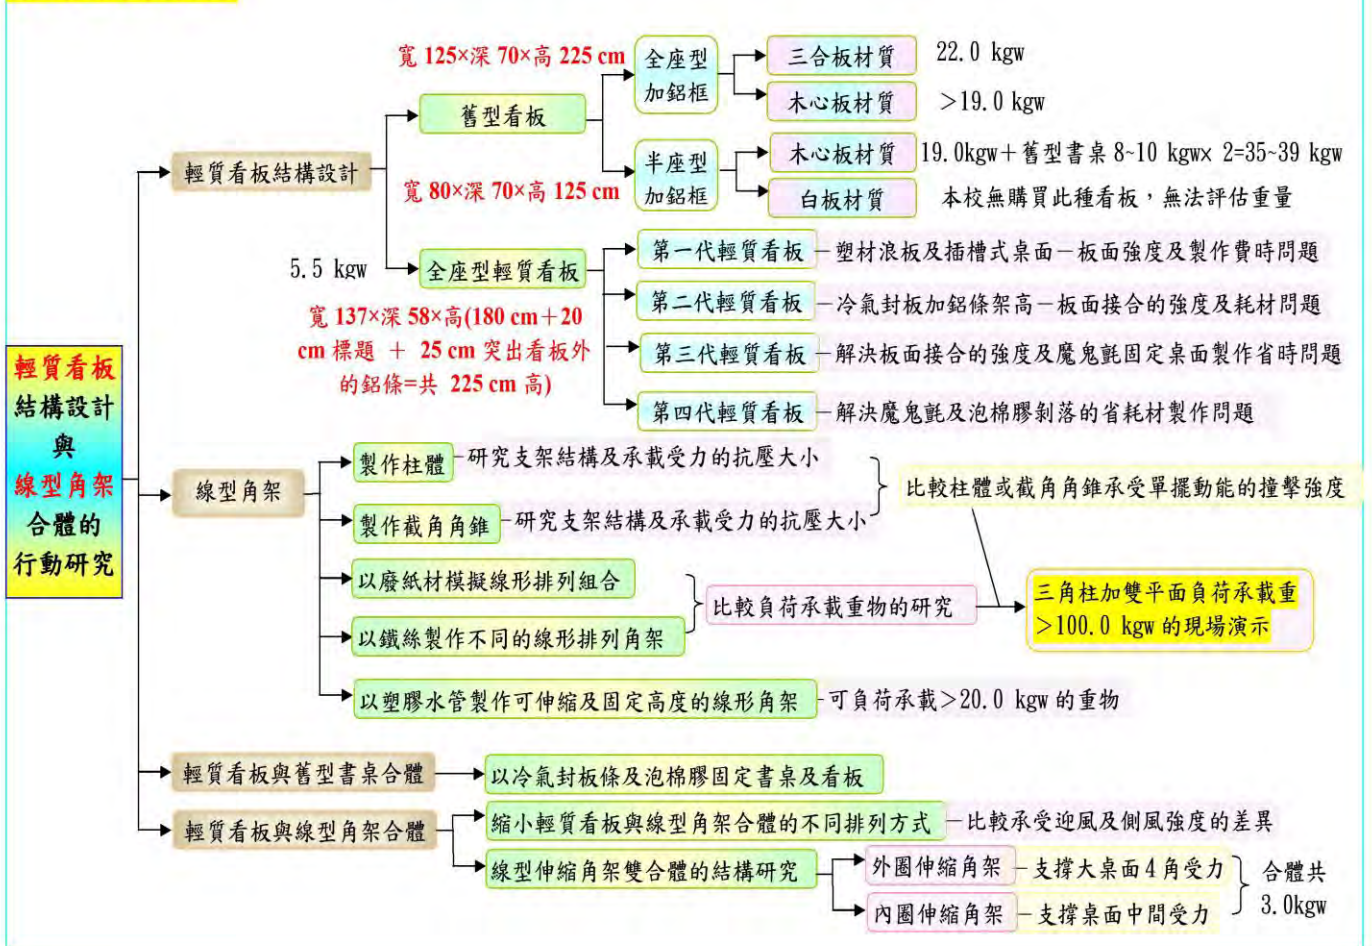 寬 125×深 70×高 225 cm
全座型
加鋁框
三合板材質
22.0 kgw
木心板材質
>19.0 kgw
舊型看板
輕質看板結構設計
寬 80×深 70×高 125 cm
半座型
加鋁框
木心板材質
19.0kgw+舊型書桌 8~10 kgw× 2=35~39 kgw
白板材質
本校無購買此種看板，無法評估重量
5.5 kgw
全座型輕質看板
寬 137×深 58×高(180 cm+20
cm 標題 + 25 cm 突出看板外
的鋁條=共 225 cm 高)
第一代輕質看板
塑材浪板及插槽式桌面－板面強度及製作費時問題
第二代輕質看板
冷氣封板加鋁條架高－板面接合的強度及耗材問題
第三代輕質看板
解決板面接合的強度及魔鬼氈固定桌面製作省時問題
第四代輕質看板
解決魔鬼氈及泡棉膠剝落的省耗材製作問題
輕質看板
結構設計
與
線型角架
合體的
行動研究
線型角架
製作柱體
研究支架結構及承載受力的抗壓大小
製作截角角錐
研究支架結構及承載受力的抗壓大小
比較柱體或截角角錐承受單擺動能的撞擊強度
以廢紙材模擬線形排列組合
以鐵絲製作不同的線形排列角架
比較負荷承載重物的研究
三角柱加雙平面負荷承載重
>100.0 kgw 的現場演示
以塑膠水管製作可伸縮及固定高度的線形角架
可負荷承載>20.0 kgw 的重物
輕質看板與舊型書桌合體
以冷氣封板條及泡棉膠固定書桌及看板
輕質看板與線型角架合體
縮小輕質看板與線型角架合體的不同排列方式
比較承受迎風及側風強度的差異
線型伸縮角架雙合體的結構研究
外圈伸縮角架
支撐大桌面 4 角受力
內圈伸縮角架
支撐桌面中間受力
合體共
3.0kgw